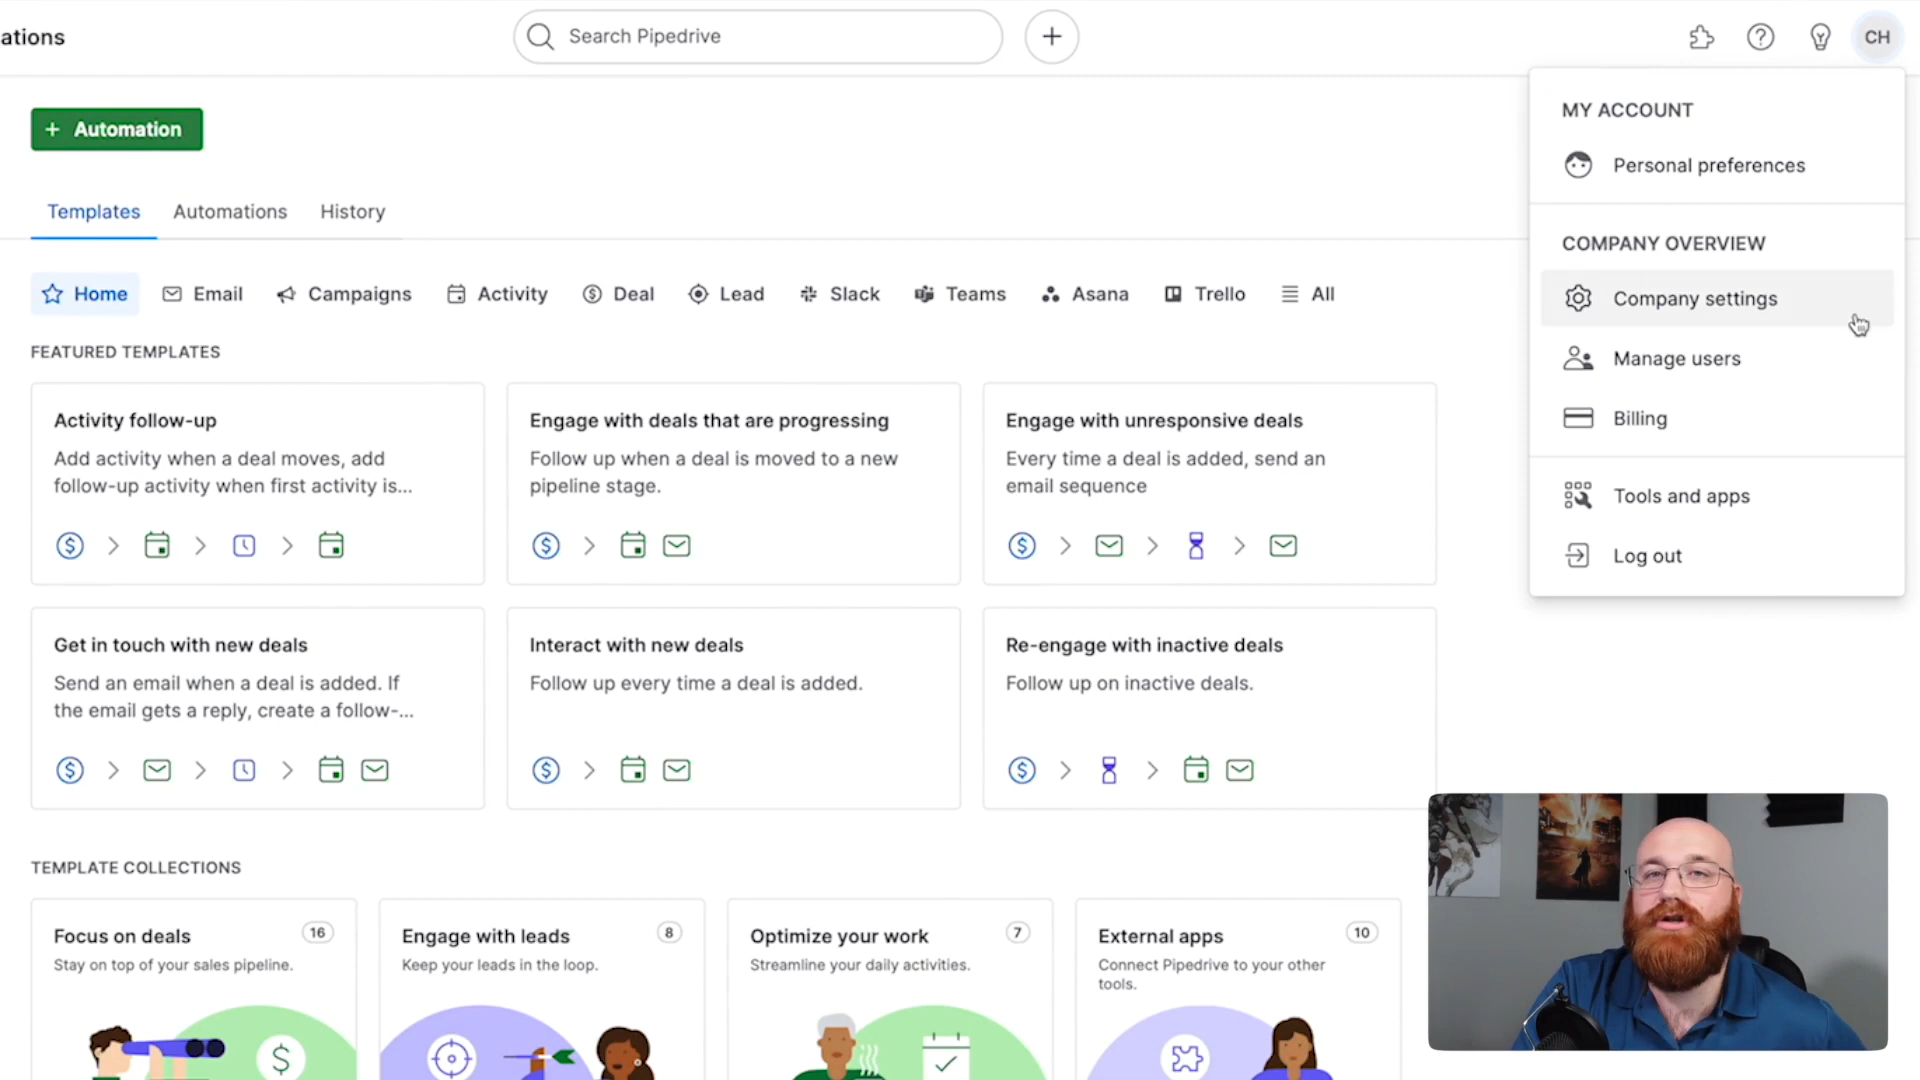 ations
Search Pipedrive
CH
+ Automation
Templates
Automations
History
Home
Email
Campaigns
Activity
Deal
Lead
Slack
Teams
Asana
Trello
All
FEATURED TEMPLATES
Activity follow-up
Add activity when a deal moves, add
follow-up activity when first activity is...
Engage with deals that are progressing
Follow up when a deal is moved to a new
pipeline stage.
Engage with unresponsive deals
Every time a deal is added, send an
email sequence
Get in touch with new deals
Send an email when a deal is added. If
the email gets a reply, create a follow-...
Interact with new deals
Follow up every time a deal is added.
Re-engage with inactive deals
Follow up on inactive deals.
TEMPLATE COLLECTIONS
Focus on deals
16
Stay on top of your sales pipeline.
Engage with leads
8
Keep your leads in the loop.
Optimize your work
7
Streamline your daily activities.
External apps
10
Connect Pipedrive to your other
tools.
MY ACCOUNT
Personal preferences
COMPANY OVERVIEW
Company settings
Manage users
Billing
Tools and apps
Log out